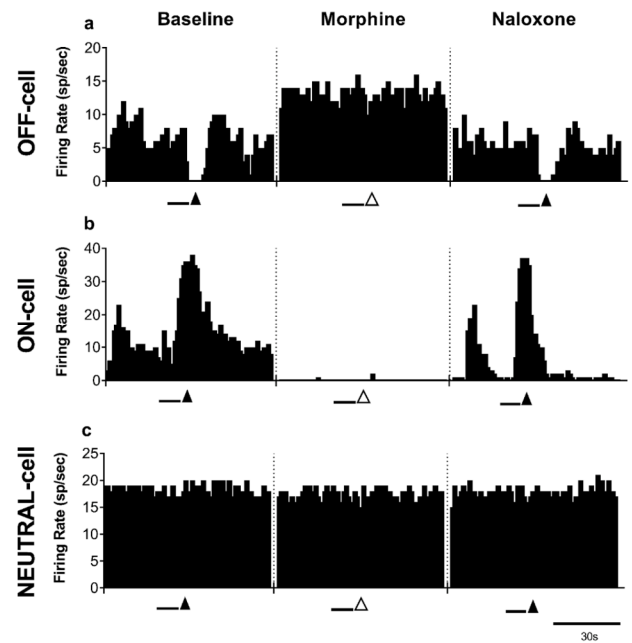 Baseline Morphine Naloxone
a
OFF-cell
Firing Rate (sp/sec)
20
15
10
5
0
b
ON-cell
Firing Rate (sp/sec)
40
30
20
10
0
c
NEUTRAL-cell
Firing Rate (sp/sec)
25
20
15
10
5
0
30s